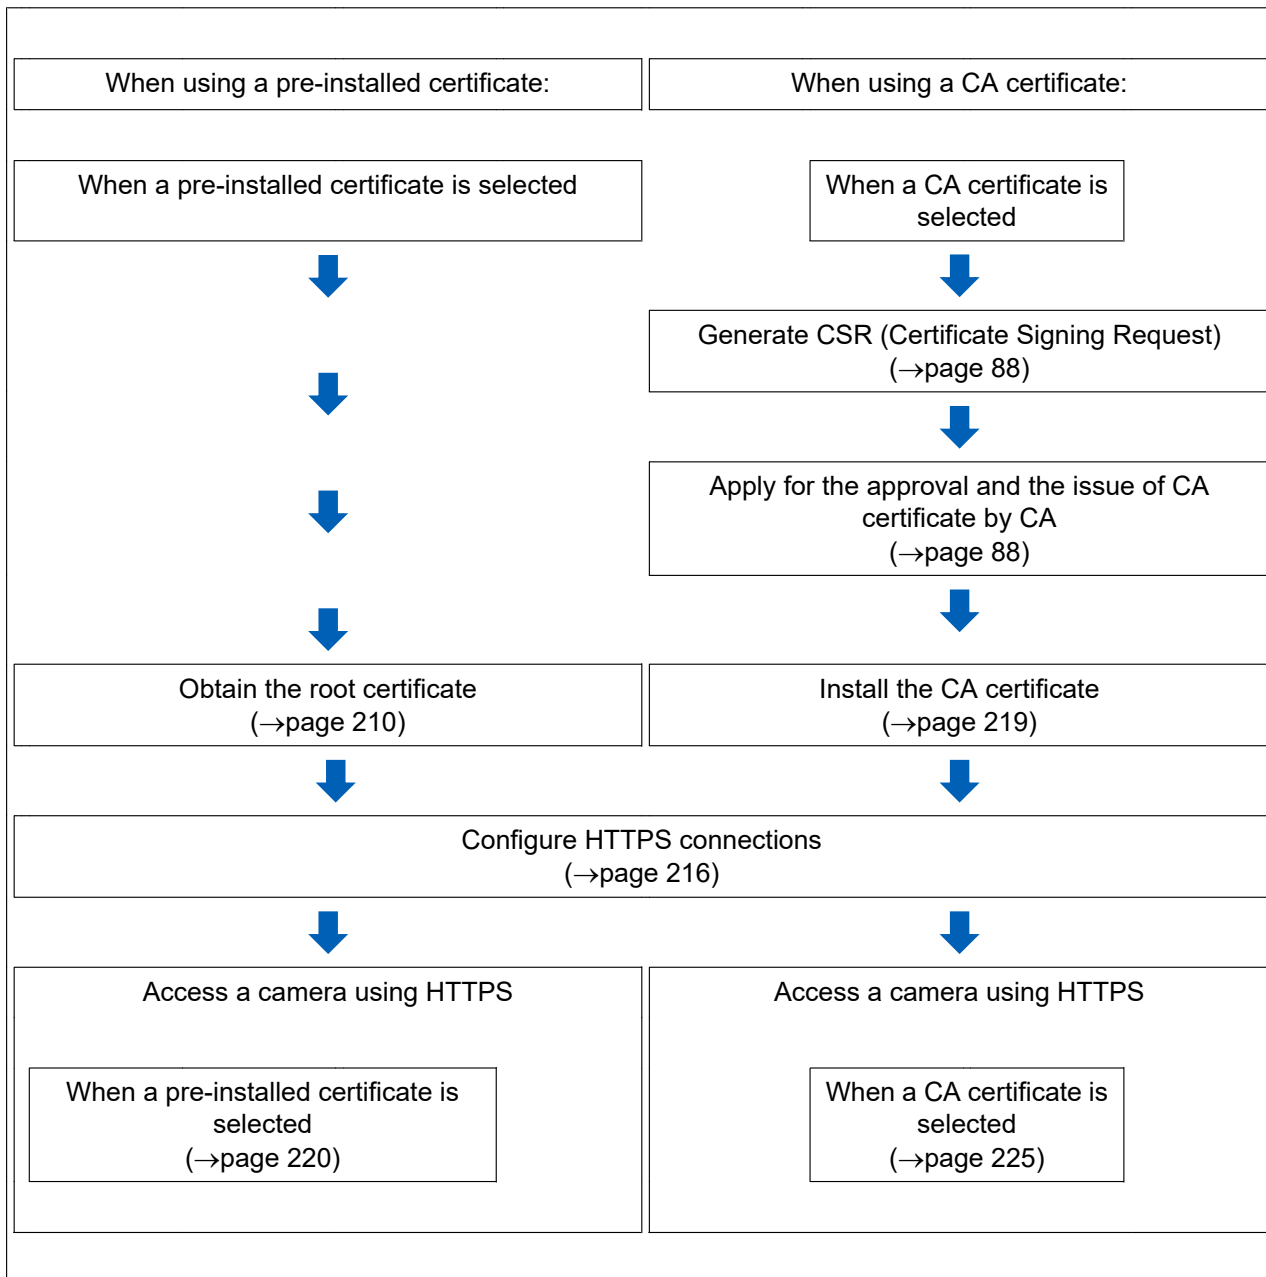 When using a pre-installed certificate:
When using a CA certificate:
When a pre-installed certificate is selected
When a CA certificate is
selected
Generate CSR (Certificate Signing Request)
(→page 88)
Apply for the approval and the issue of CA
certificate by CA
(→page 88)
Obtain the root certificate
(→page 210)
Install the CA certificate
(→page 219)
Configure HTTPS connections
(→page 216)
Access a camera using HTTPS
When a pre-installed certificate is
selected
(→page 220)
Access a camera using HTTPS
When a CA certificate is
selected
(→page 225)